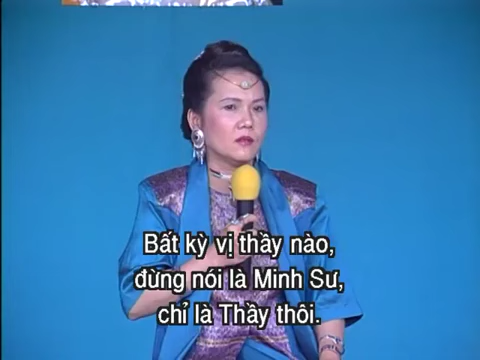 Bất kỳ vị thầy nào,
đừng nói là Minh Sư,
chỉ là Thầy thôi.